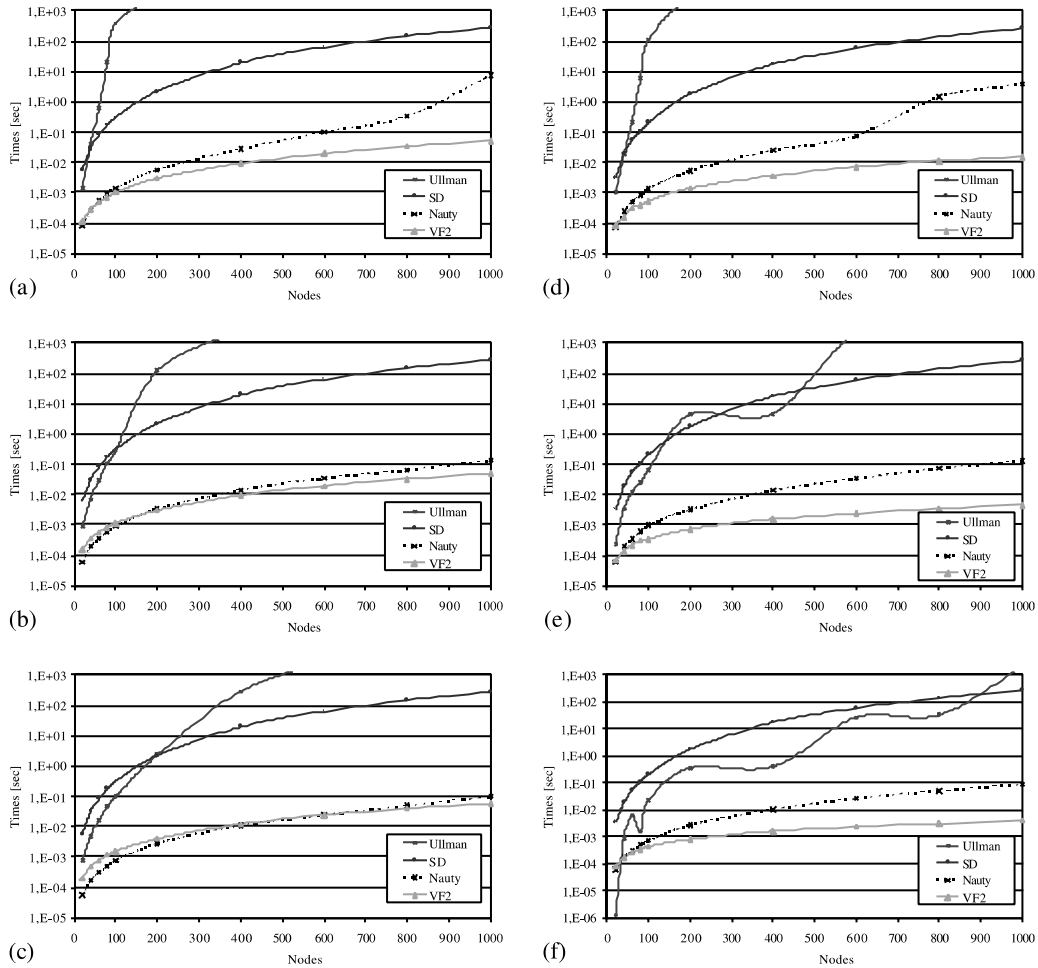 1,E+03
1,E+02
1,E+01
1,E+00
1,E-01
1,E-02
1,E-03
1,E-04
1,E-05
Times [sec]
Ullman
SD
Nauty
VF2
0 100 200 300 400 500 600 700 800 900 1000
Nodes
(a)
1,E+03
1,E+02
1,E+01
1,E+00
1,E-01
1,E-02
1,E-03
1,E-04
1,E-05
Times [sec]
Ullman
SD
Nauty
VF2
0 100 200 300 400 500 600 700 800 900 1000
Nodes
(d)
1,E+03
1,E+02
1,E+01
1,E+00
1,E-01
1,E-02
1,E-03
1,E-04
1,E-05
Times [sec]
Ullman
SD
Nauty
VF2
0 100 200 300 400 500 600 700 800 900 1000
Nodes
(b)
1,E+03
1,E+02
1,E+01
1,E+00
1,E-01
1,E-02
1,E-03
1,E-04
1,E-05
Times [sec]
Ullman
SD
Nauty
VF2
0 100 200 300 400 500 600 700 800 900 1000
Nodes
(e)
1,E+03
1,E+02
1,E+01
1,E+00
1,E-01
1,E-02
1,E-03
1,E-04
1,E-05
Times [sec]
Ullman
SD
Nauty
VF2
0 100 200 300 400 500 600 700 800 900 1000
Nodes
(c)
1,E+03
1,E+02
1,E+01
1,E+00
1,E-01
1,E-02
1,E-03
1,E-04
1,E-05
1,E-06
Times [sec]
Ullman
SD
Nauty
VF2
0 100 200 300 400 500 600 700 800 900 1000
Nodes
(f)